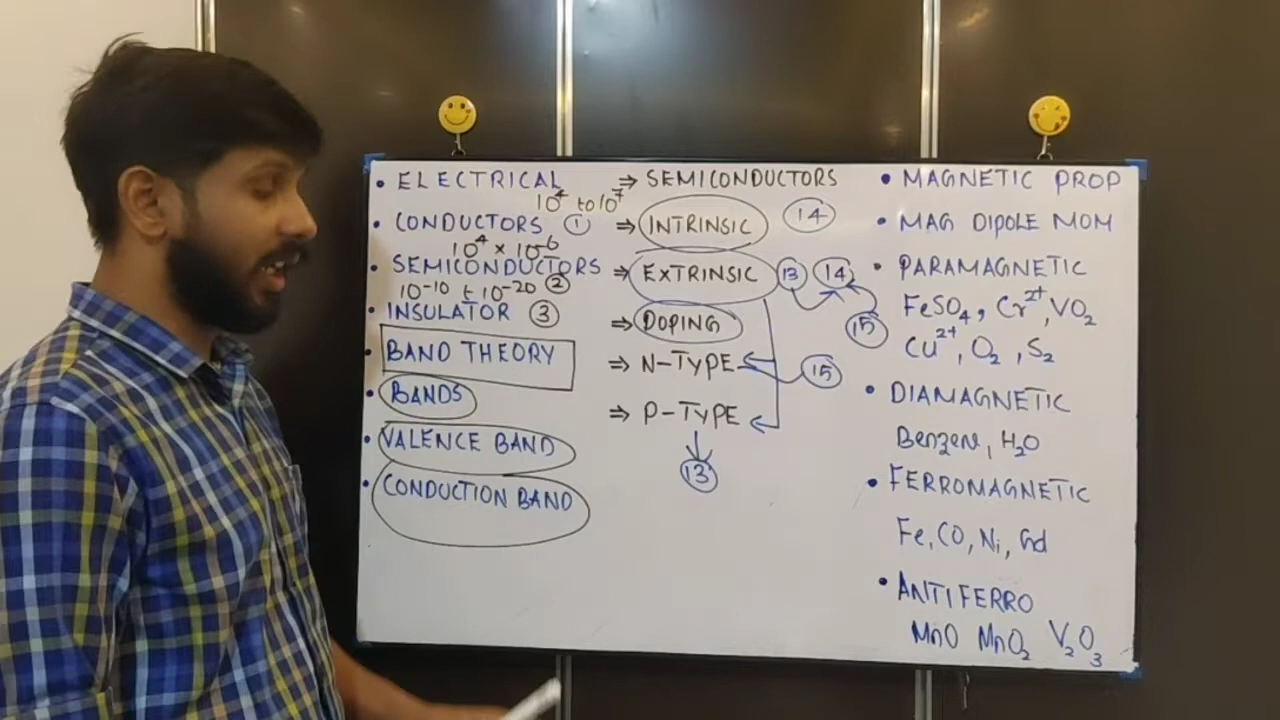 • ELECTRICAL
10⁴ to 10⁷
• CONDUCTORS ①
10⁴ × 10⁻⁶
• SEMICONDUCTORS
10⁻¹⁰ t 10⁻²⁰ ②
• INSULATOR ③
• BAND THEORY
• BANDS
• VALENCE BAND
• CONDUCTION BAND
⇒ SEMICONDUCTORS
⇒ INTRINSIC ⑭
⇒ EXTRINSIC ⑬ ⑭
⑮
⇒ DOPING
⇒ N-TYPE ⑮
⇒ P-TYPE
⑬
• MAGNETIC PROP
• MAG DIPOLE MOM
• PARAMAGNETIC
FeSO₄, Cr²⁺, VO₂
Cu²⁺, O₂, S₂
• DIAMAGNETIC
Benzene, H₂O
• FERROMAGNETIC
Fe, CO, Ni, Gd
• ANTIFERRO
MnO MnO₂ V₂O₃